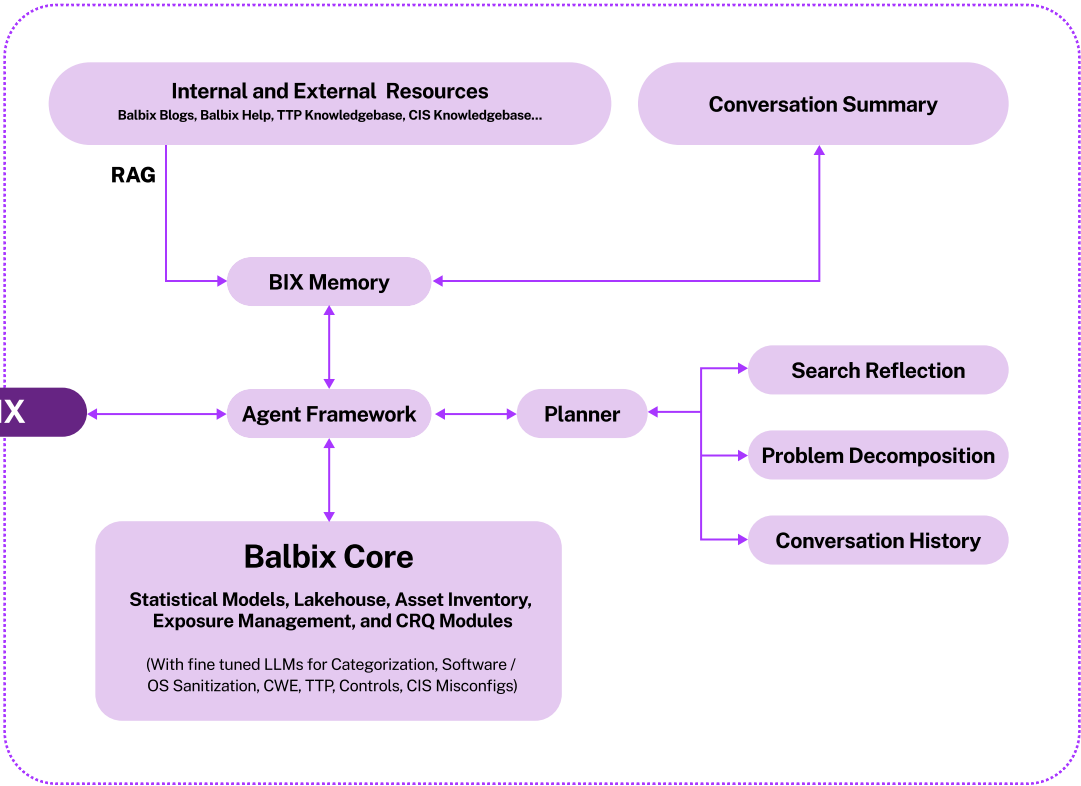 Internal and External Resources
Balbix Blogs, Balbix Help, TTP Knowledgebase, CIS Knowledgebase...
Conversation Summary
RAG
BIX Memory
Search Reflection
IX
Agent Framework
Planner
Problem Decomposition
Conversation History
Balbix Core
Statistical Models, Lakehouse, Asset Inventory,
Exposure Management, and CRQ Modules
(With fine tuned LLMs for Categorization, Software /
OS Sanitization, CWE, TTP, Controls, CIS Misconfigs)